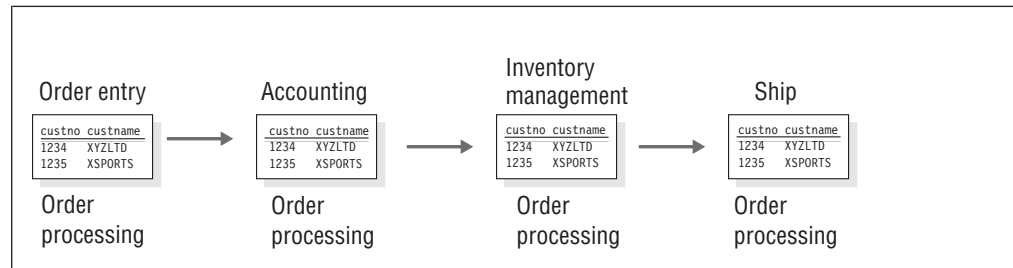 Order entry
custno custname
1234 XYZLTD
1235 XSPORTS
Order
processing
Accounting
custno custname
1234 XYZLTD
1235 XSPORTS
Order
processing
Inventory
management
custno custname
1234 XYZLTD
1235 XSPORTS
Order
processing
Ship
custno custname
1234 XYZLTD
1235 XSPORTS
Order
processing